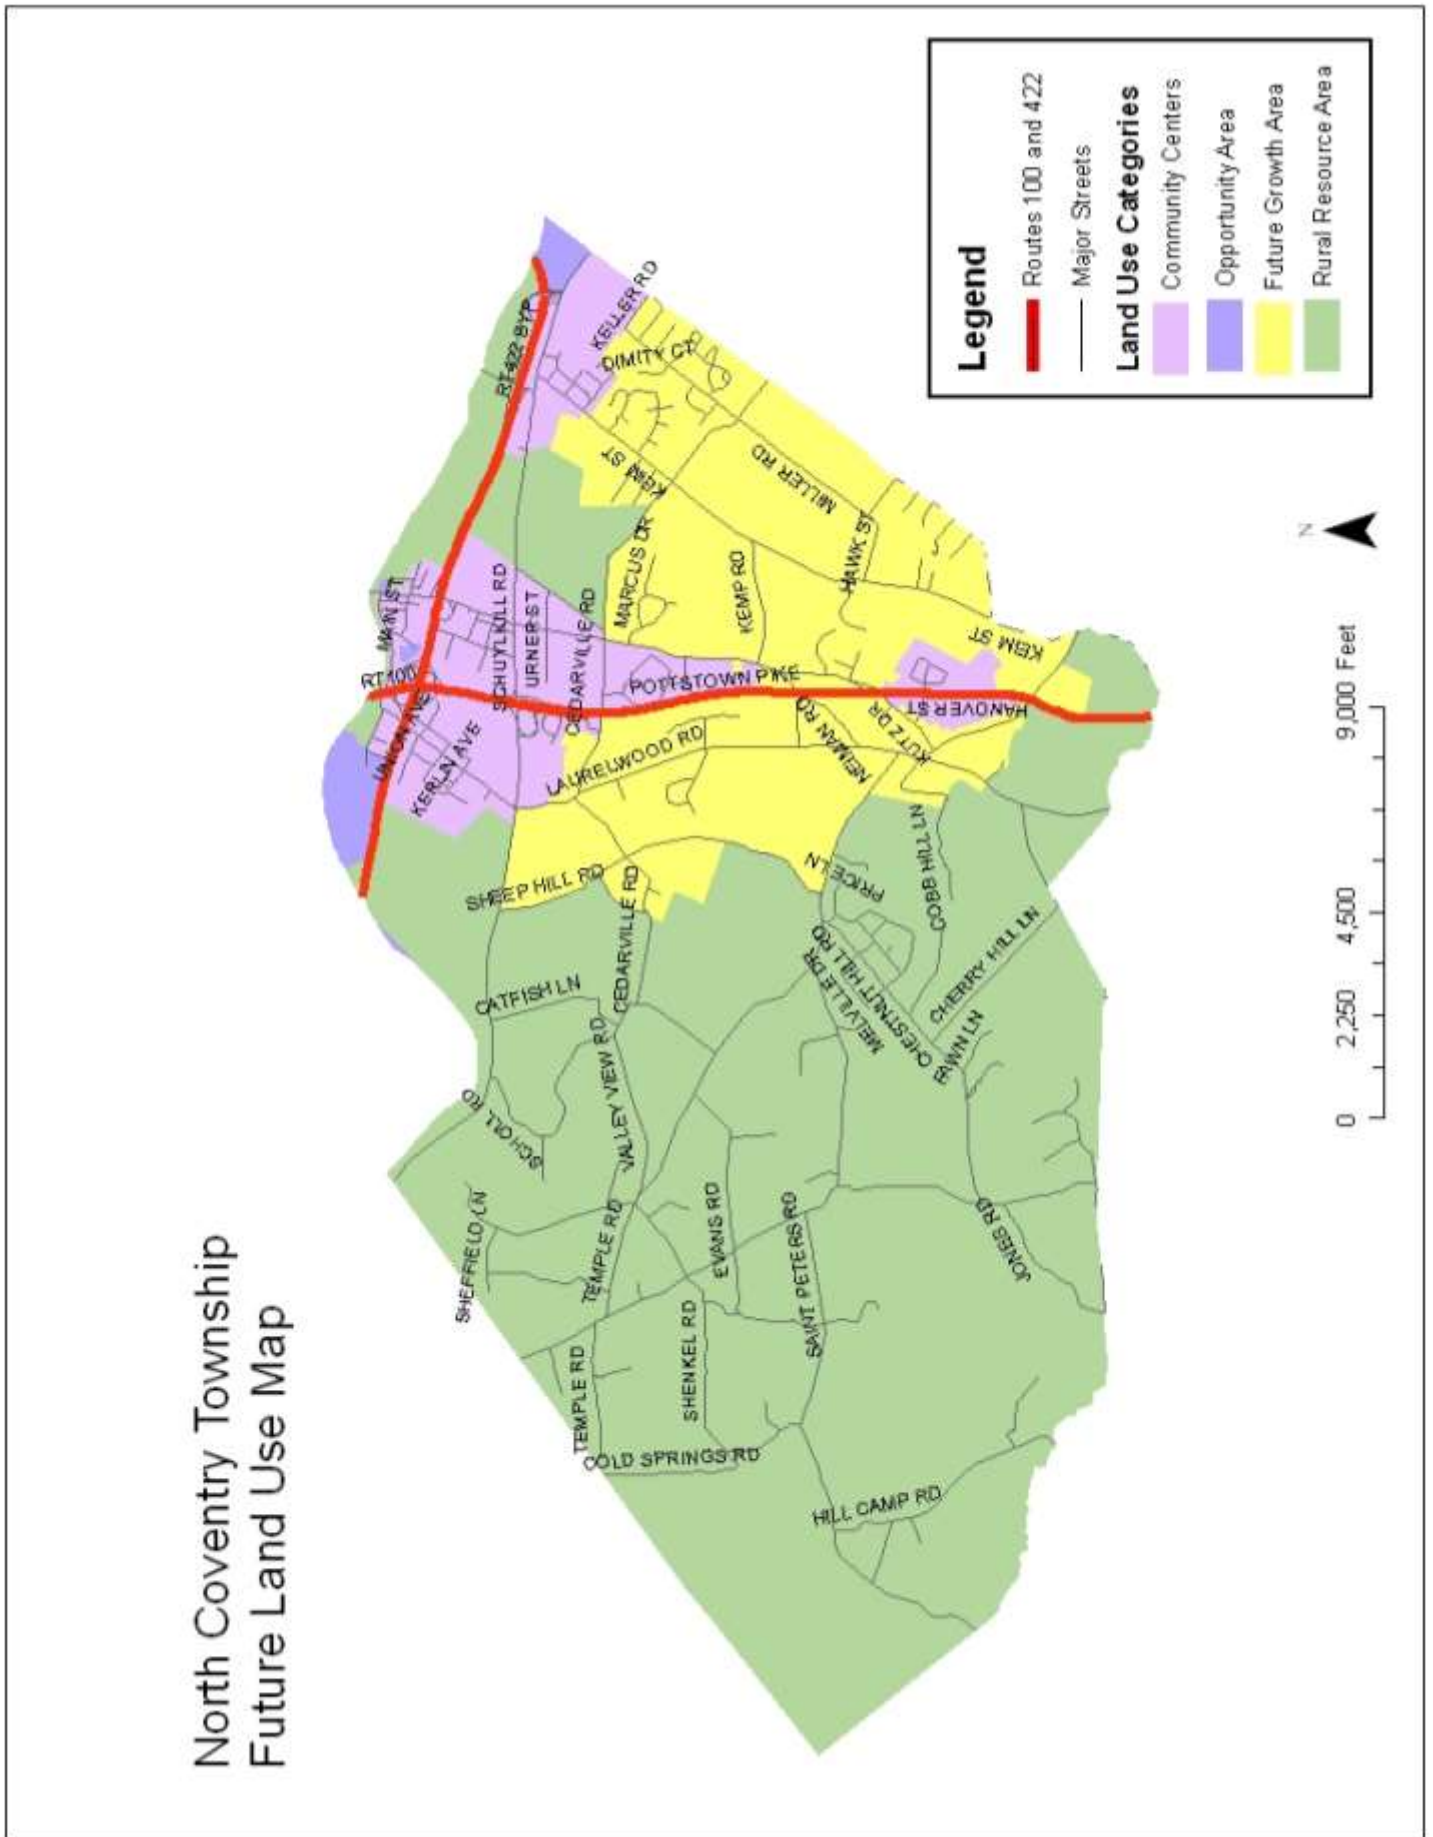 North Coventry Township
Future Land Use Map
RT 422 BYP
KELLER RD
DIMITY CT
KEIM ST
MILLER RD
MAIN ST
RT 100
UNION AVE
KERLIN AVE
SCHUYLKILL RD
URNER ST
CEDARVILLE RD
MARCUS DR
KEMP RD
HAWK ST
POTTSTOWN PIKE
KEIM ST
HANOVER ST
KUTZ DR
NEIMAN RD
LAURELWOOD RD
SHEEP HILL RD
CEDARVILLE RD
PRICE LN
COBB HILL LN
CHERRY HILL LN
CHESTNUT HILL RD
MELVILLE DR
FAWN LN
CATFISH LN
VALLEY VIEW RD
SCHOLL RD
SHEFFIELD LN
TEMPLE RD
EVANS RD
SAINT PETERS RD
JONES RD
SHENKEL RD
TEMPLE RD
COLD SPRINGS RD
HILL CAMP RD
Legend
Routes 100 and 422
Major Streets
Land Use Categories
Community Centers
Opportunity Area
Future Growth Area
Rural Resource Area
N
0 2,250 4,500 9,000 Feet